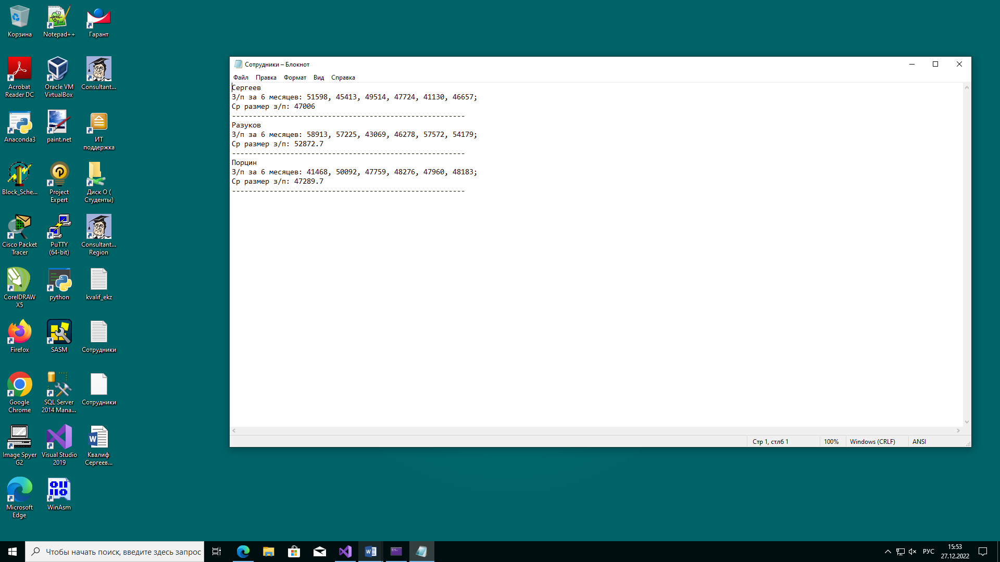 Корзина
Notepad++
Гарант
Acrobat
Reader DC
Oracle VM
VirtualBox
Consultant...
Anaconda3
paint.net
ИТ
поддержка
Block_Sche...
Project
Expert
Диск О (
Студенты)
Cisco Packet
Tracer
PuTTY
(64-bit)
Consultant...
Region
CorelDRAW
X5
python
kvalif_ekz
Firefox
SASM
Сотрудники
Google
Chrome
SQL Server
2014 Mana...
Сотрудники
Image Spyer
G2
Visual Studio
2019
Квалиф
Сергеев...
Microsoft
Edge
WinAsm
Сотрудники – Блокнот
Файл Правка Формат Вид Справка
Сергеев
З/п за 6 месяцев: 51598, 45413, 49514, 47724, 41130, 46657;
Ср размер з/п: 47006
--------------------------------------------------------
Разуков
З/п за 6 месяцев: 58913, 57225, 43069, 46278, 57572, 54179;
Ср размер з/п: 52872.7
--------------------------------------------------------
Порцин
З/п за 6 месяцев: 41468, 50092, 47759, 48276, 47960, 48183;
Ср размер з/п: 47289.7
--------------------------------------------------------
Стр 1, стлб 1 100% Windows (CRLF) ANSI
Чтобы начать поиск, введите здесь запрос
РУС
15:53
27.12.2022